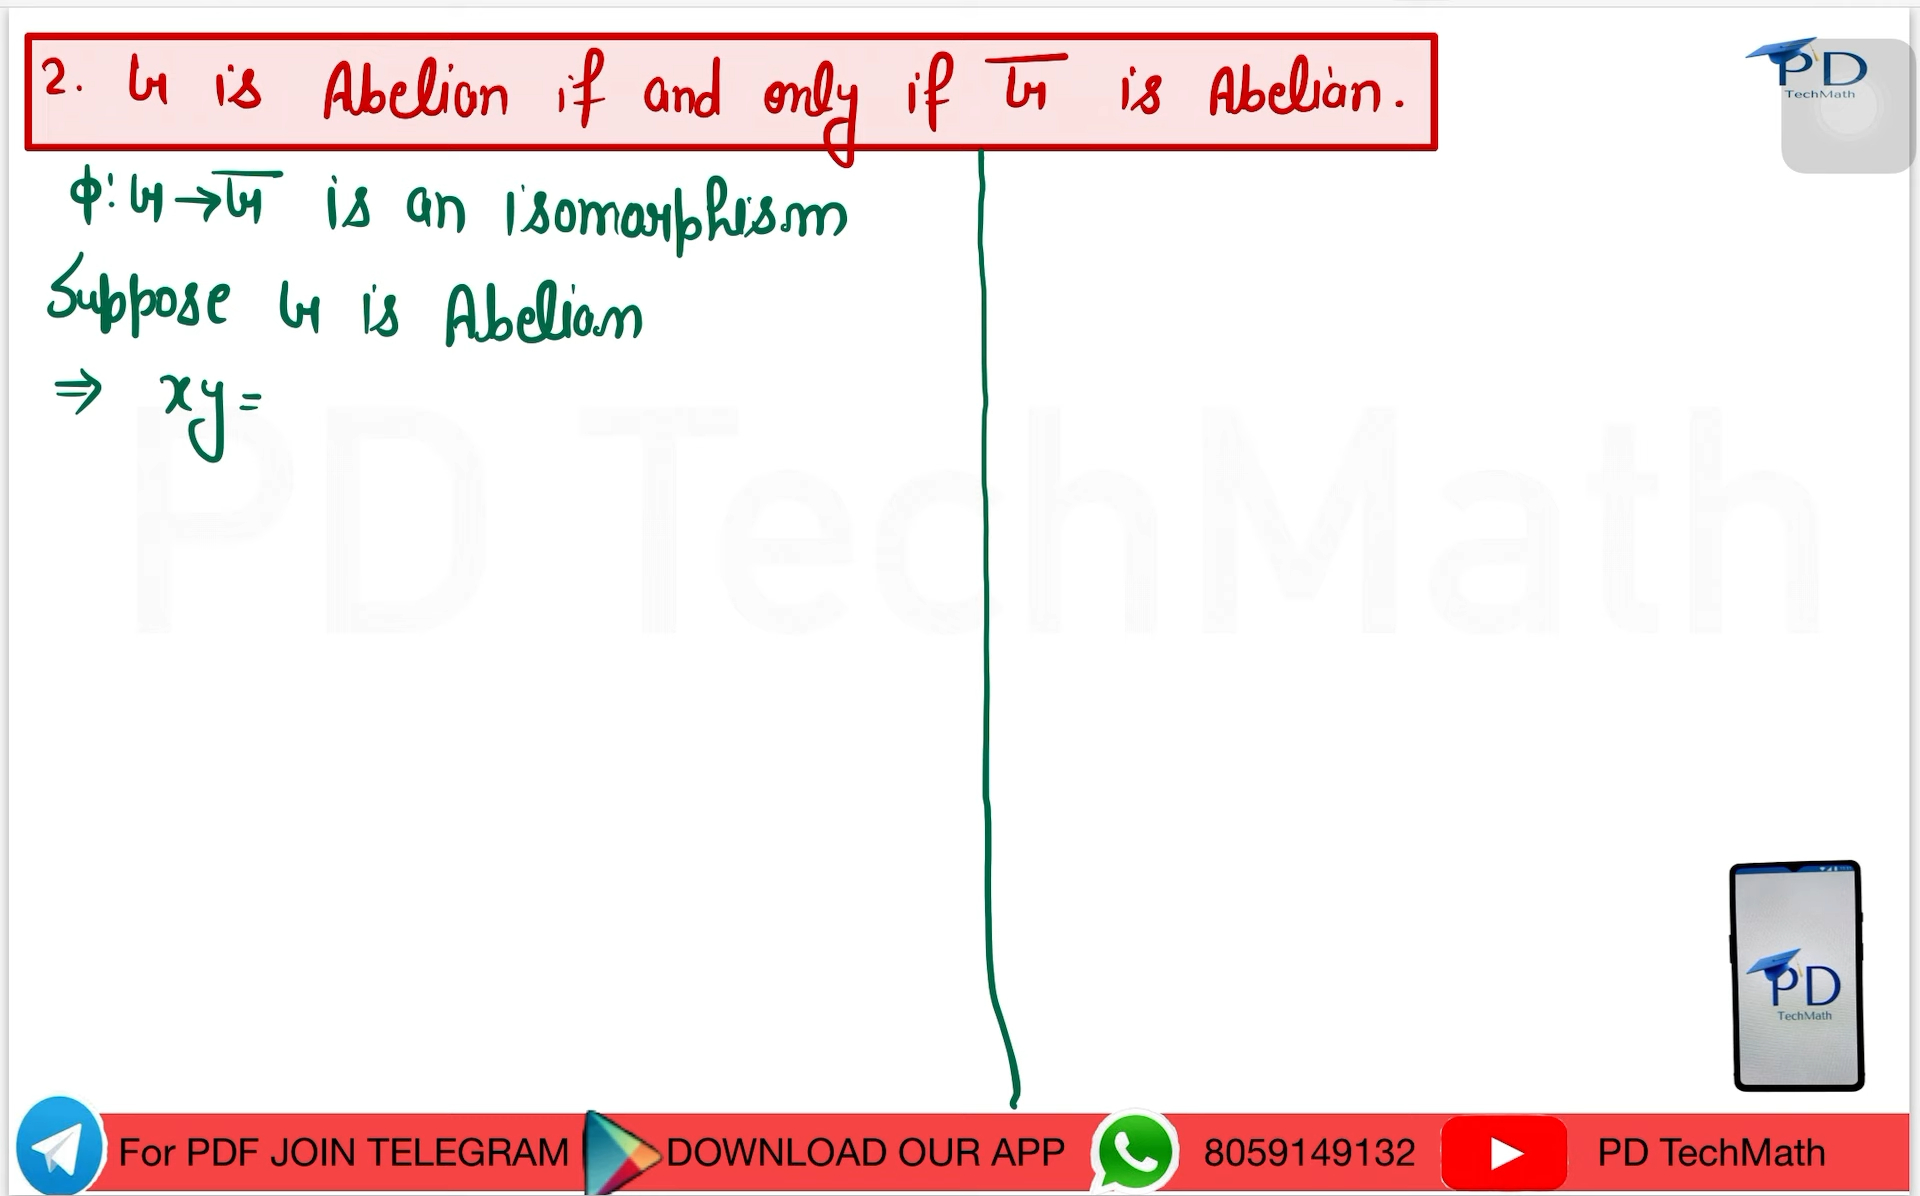 2. G is Abelian if and only if G̅ is Abelian.
PD
TechMath
ϕ: G → G̅ is an isomorphism
Suppose G is Abelian
⇒ xy =
PD TechMath
PD
TechMath
For PDF JOIN TELEGRAM DOWNLOAD OUR APP 8059149132 PD TechMath